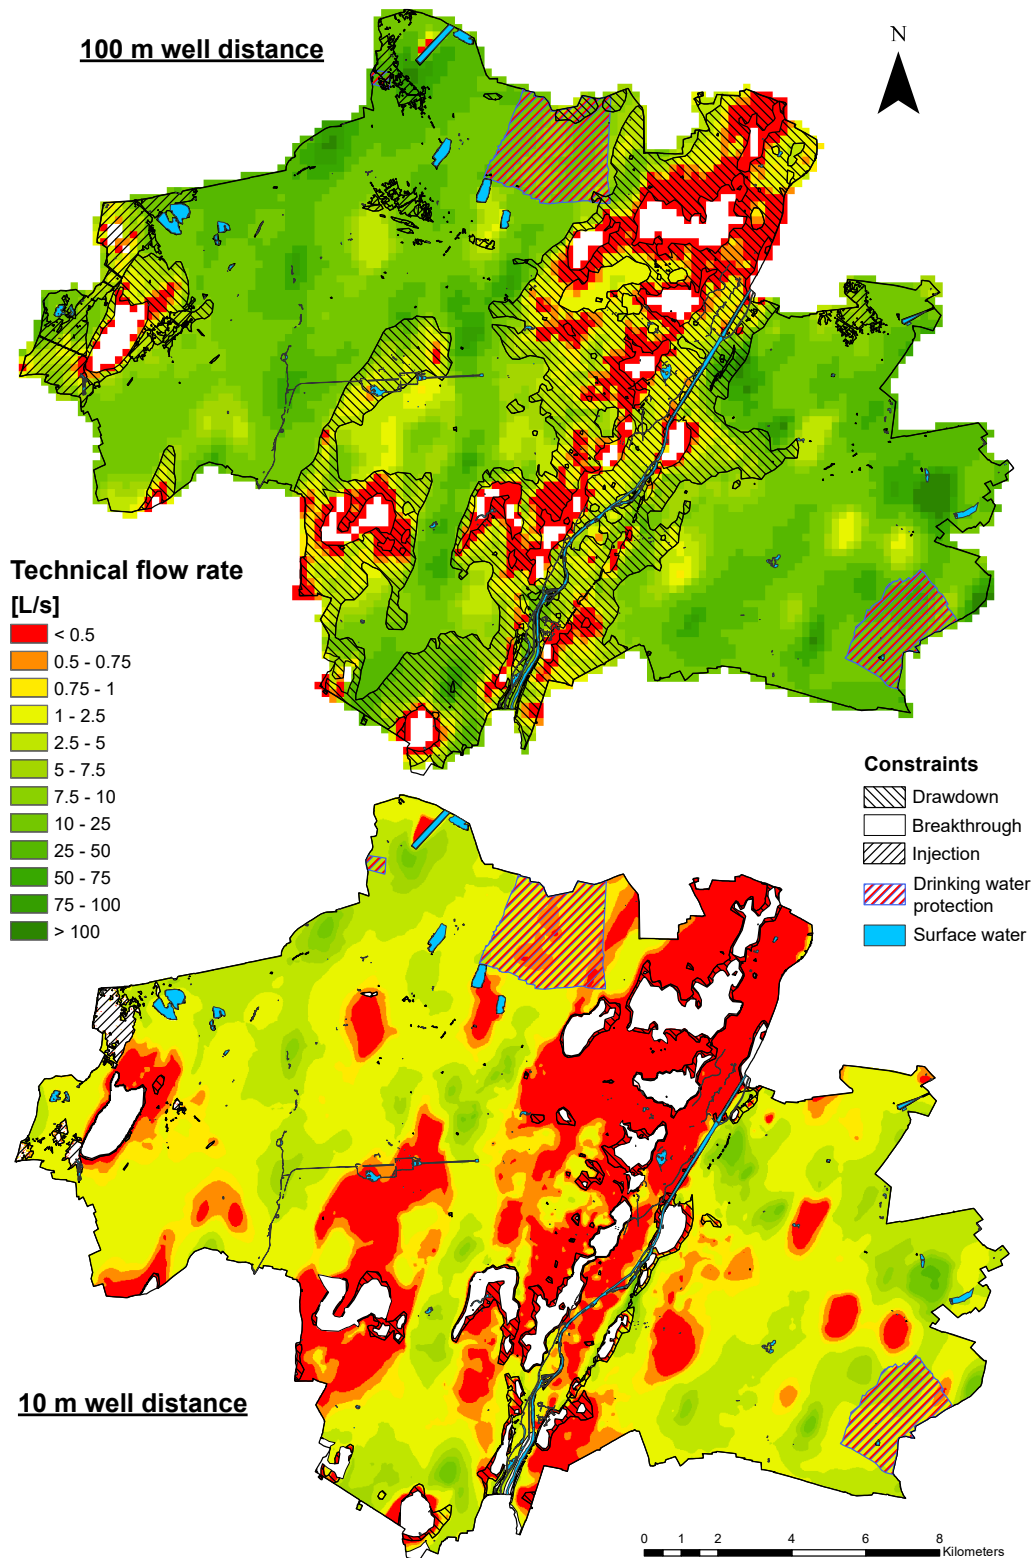 100 m well distance
N
Technical flow rate
[L/s]
< 0.5
0.5 - 0.75
0.75 - 1
1 - 2.5
2.5 - 5
5 - 7.5
7.5 - 10
10 - 25
25 - 50
50 - 75
75 - 100
> 100
Constraints
Drawdown
Breakthrough
Injection
Drinking water
protection
Surface water
10 m well distance
0 1 2 4 6 8
Kilometers